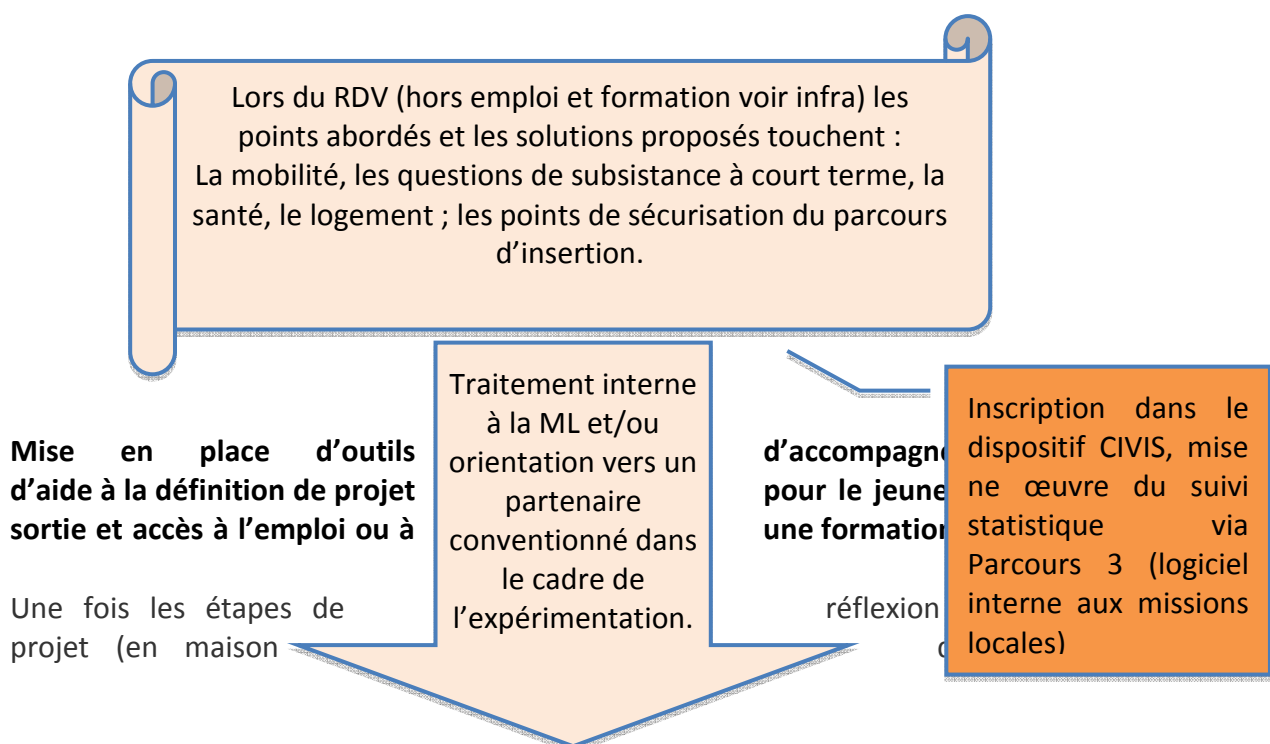 Lors du RDV (hors emploi et formation voir infra) les
points abordés et les solutions proposés touchent :
La mobilité, les questions de subsistance à court terme, la
santé, le logement ; les points de sécurisation du parcours
d’insertion.
Traitement interne
à la ML et/ou
orientation vers un
partenaire
conventionné dans
le cadre de
l’expérimentation.
Inscription dans le
dispositif CIVIS, mise
ne œuvre du suivi
statistique via
Parcours 3 (logiciel
interne aux missions
locales)
Mise en place d’outils
d’aide à la définition de projet
sortie et accès à l’emploi ou à
d’accompagne
pour le jeune
une formation
Une fois les étapes de
projet (en maison
réflexion